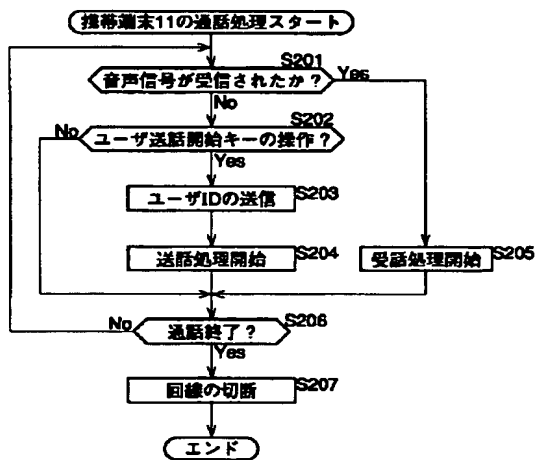 携帯端末11の通話処理スタート
S201
音声信号が受信されたか?
Yes
No
S202
No
ユーザ送話開始キーの操作?
Yes
S203
ユーザIDの送信
S204
送話処理開始
S205
受話処理開始
S206
No
通話終了?
Yes
S207
回線の切断
エンド